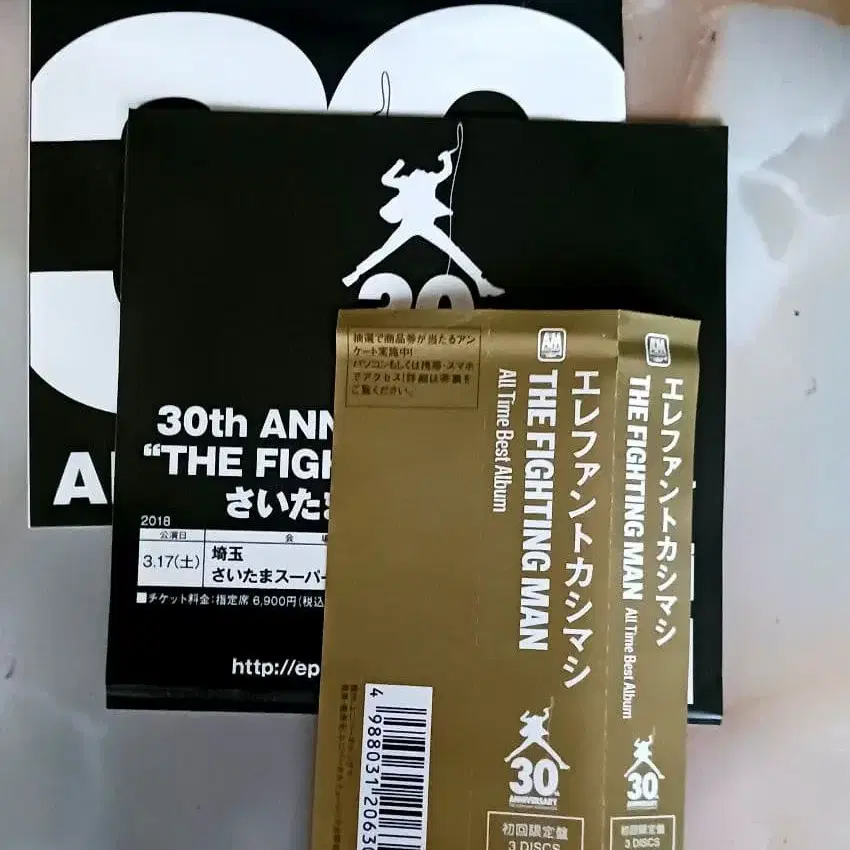 30
A
30
30th ANN
"THE FIGH
さいたま
2018
公演日
会
3.17(土)
埼玉
さいたまスーパー
■チケット料金:指定席 6,900円(税込
http://ep
抽選で商品券が当たるアン
ケート実施中!
パソコンもしくは携帯・スマホ
でアクセス!詳細は帯裏を
ご覧ください。
A&M
エレファントカシマシ
THE FIGHTING MAN
All Time Best Album
30
ANNIVERSARY
初回限定盤
3 DISCS
4 988031 20630
A&M
エレファントカシマシ
THE FIGHTING MAN All Time Best Album
30
ANNIVERSARY
初回限定盤
3 DISCS